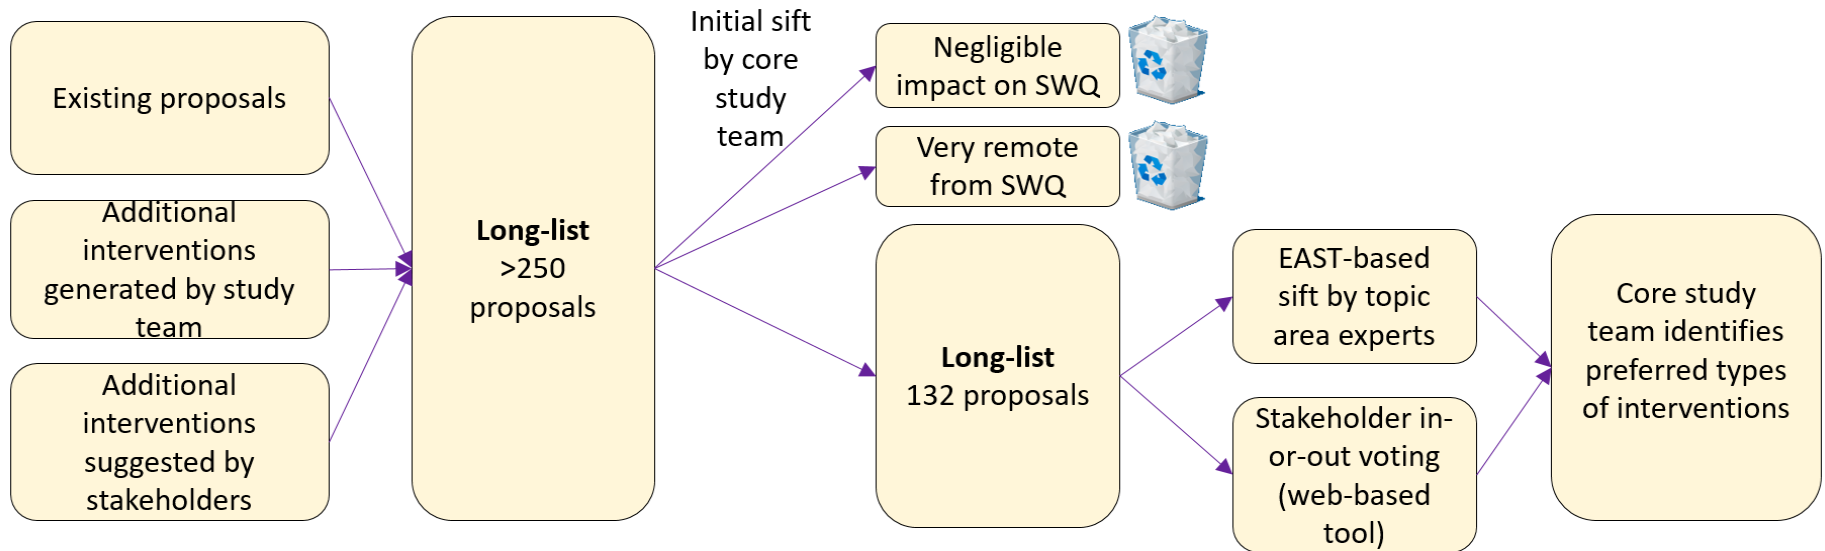 Existing proposals
Additional
interventions
generated by study
team
Additional
interventions
suggested by
stakeholders
Long-list
>250
proposals
Initial sift
by core
study
team
Negligible
impact on SWQ
Very remote
from SWQ
Long-list
132 proposals
EAST-based
sift by topic
area experts
Stakeholder in-
or-out voting
(web-based
tool)
Core study
team identifies
preferred types
of interventions